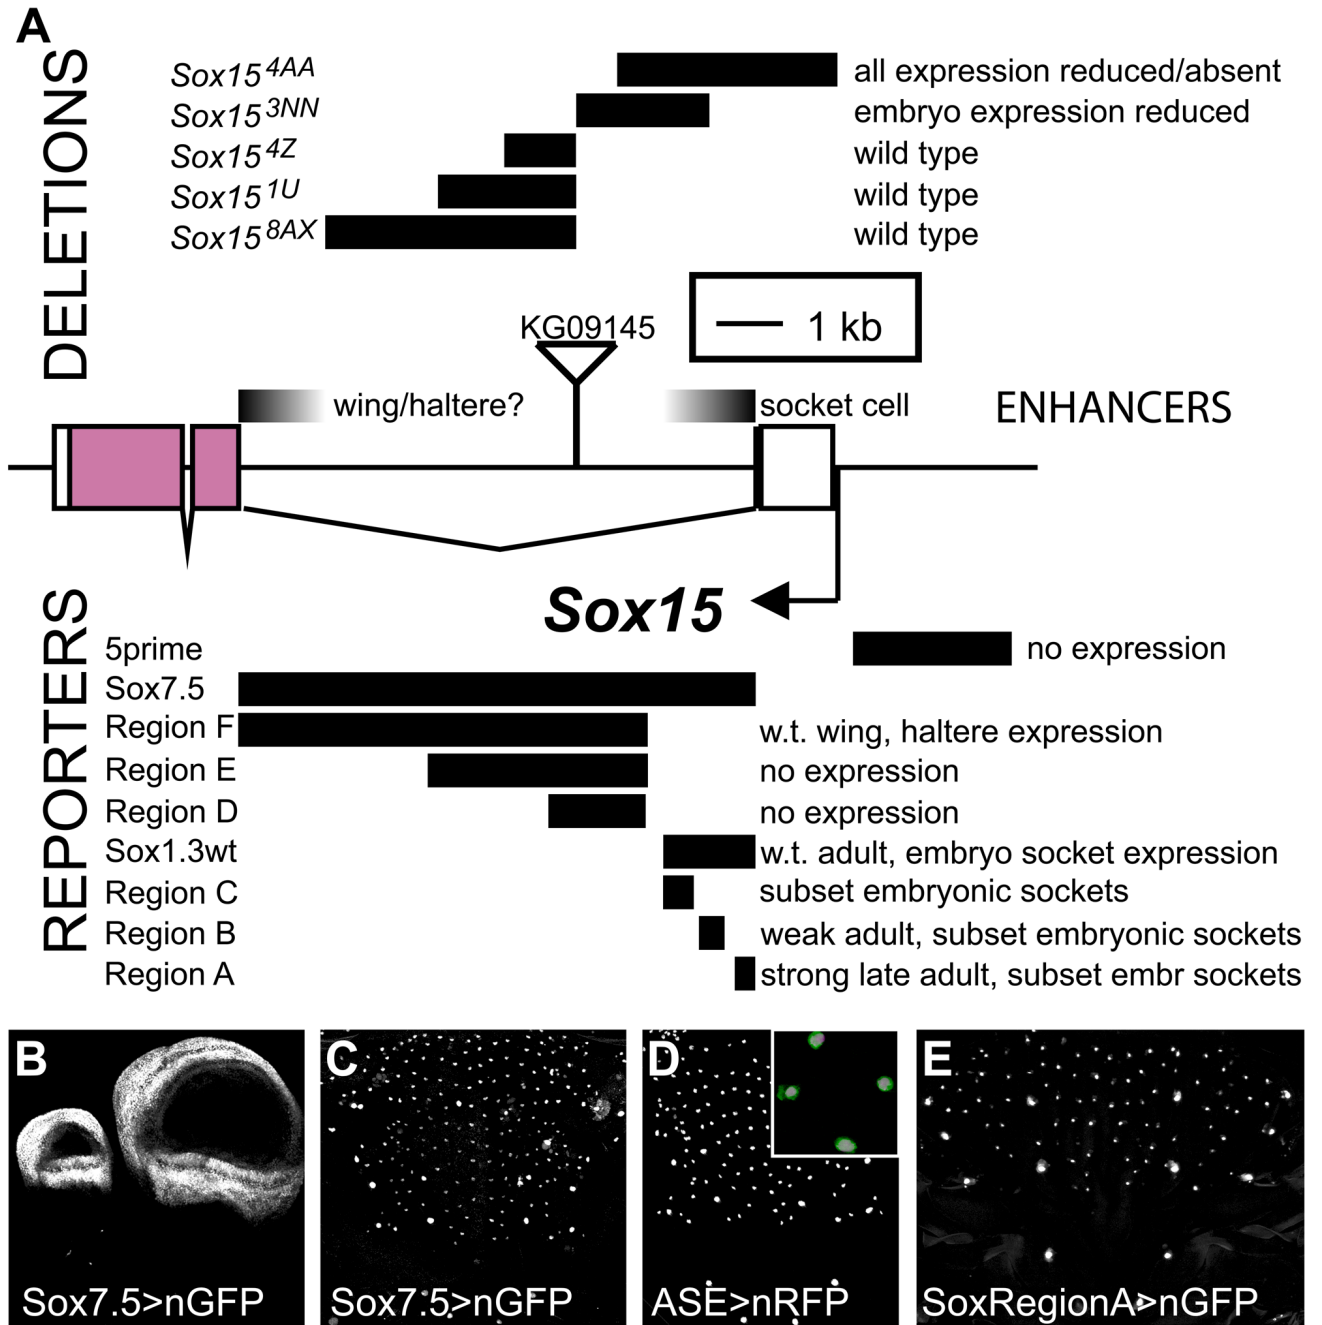 A
DELETIONS
Sox15 4AA all expression reduced/absent
Sox15 3NN embryo expression reduced
Sox15 4Z wild type
Sox15 1U wild type
Sox15 8AX wild type
1 kb
KG09145
wing/haltere? socket cell ENHANCERS
Sox15
REPORTERS
5prime no expression
Sox7.5
Region F w.t. wing, haltere expression
Region E no expression
Region D no expression
Sox1.3wt w.t. adult, embryo socket expression
Region C subset embryonic sockets
Region B weak adult, subset embryonic sockets
Region A strong late adult, subset embr sockets
B C D E
Sox7.5>nGFP Sox7.5>nGFP ASE>nRFP SoxRegionA>nGFP